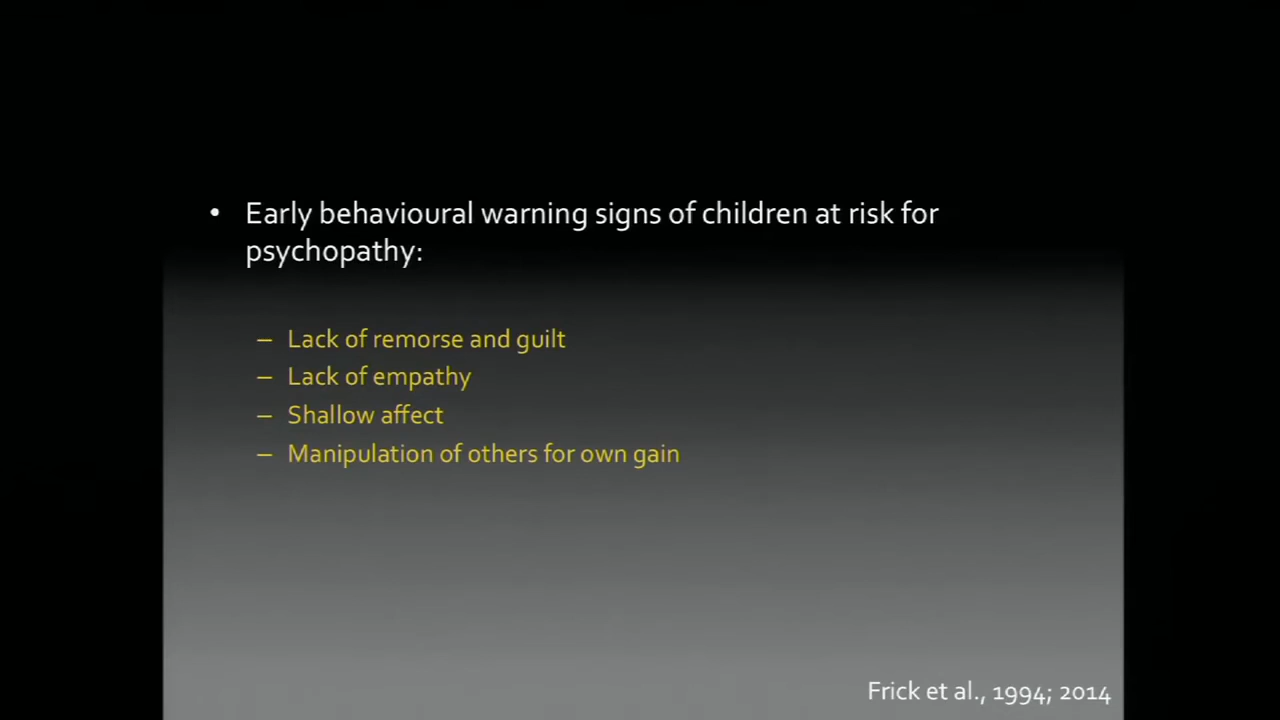 • Early behavioural warning signs of children at risk for
psychopathy:
– Lack of remorse and guilt
– Lack of empathy
– Shallow affect
– Manipulation of others for own gain
Frick et al., 1994; 2014